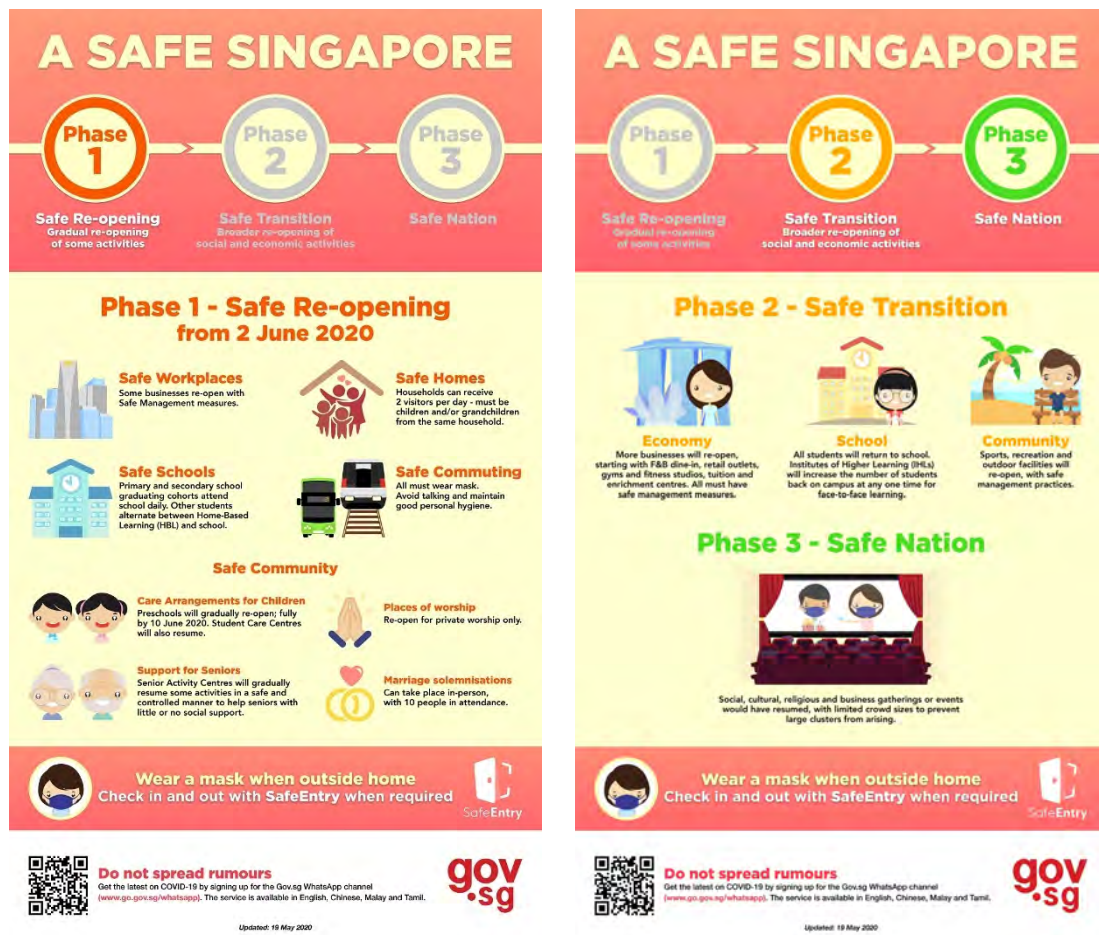 A SAFE SINGAPORE
Phase
1
Phase
2
Phase
3
Safe Re-opening
Gradual re-opening
of some activities
Safe Transition
Broader re-opening of
social and economic activities
Safe Nation
Phase 1 - Safe Re-opening
from 2 June 2020
Safe Workplaces
Some businesses re-open with
Safe Management measures.
Safe Homes
Households can receive
2 visitors per day - must be
children and/or grandchildren
from the same household.
Safe Schools
Primary and secondary school
graduating cohorts attend
school daily. Other students
alternate between Home-Based
Learning (HBL) and school.
Safe Commuting
All must wear mask.
Avoid talking and maintain
good personal hygiene.
Safe Community
Care Arrangements for Children
Preschools will gradually re-open; fully
by 10 June 2020. Student Care Centres
will also resume.
Places of worship
Re-open for private worship only.
Support for Seniors
Senior Activity Centres will gradually
resume some activities in a safe and
controlled manner to help seniors with
little or no social support.
Marriage solemnisations
Can take place in-person,
with 10 people in attendance.
Wear a mask when outside home
Check in and out with SafeEntry when required
SafeEntry
Do not spread rumours
Get the latest on COVID-19 by signing up for the Gov.sg WhatsApp channel
(www.go.gov.sg/whatsapp). The service is available in English, Chinese, Malay and Tamil.
gov
.sg
Updated: 19 May 2020
A SAFE SINGAPORE
Phase
1
Phase
2
Phase
3
Safe Re-opening
Gradual re-opening
of some activities
Safe Transition
Broader re-opening of
social and economic activities
Safe Nation
Phase 2 - Safe Transition
Economy
More businesses will re-open,
starting with F&B dine-in, retail outlets,
gyms and fitness studios, tuition and
enrichment centres. All must have
safe management measures.
School
All students will return to school.
Institutes of Higher Learning (IHLs)
will increase the number of students
back on campus at any one time for
face-to-face learning.
Community
Sports, recreation and
outdoor facilities will
re-open, with safe
management practices.
Phase 3 - Safe Nation
Social, cultural, religious and business gatherings or events
would have resumed, with limited crowd sizes to prevent
large clusters from arising.
Wear a mask when outside home
Check in and out with SafeEntry when required
SafeEntry
Do not spread rumours
Get the latest on COVID-19 by signing up for the Gov.sg WhatsApp channel
(www.go.gov.sg/whatsapp). The service is available in English, Chinese, Malay and Tamil.
gov
.sg
Updated: 19 May 2020